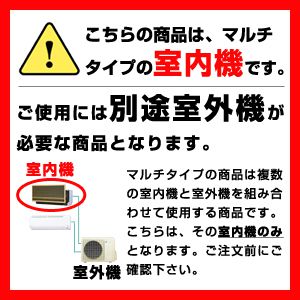 こちらの商品は、マルチ
タイプの室内機です。
ご使用には別途室外機が
必要な商品となります。
室内機
室外機
マルチタイプの商品は複数
の室内機と室外機を組み合
わせて使用する商品です。
こちらは、その室内機のみ
となります。ご注文前にご
確認下さい。